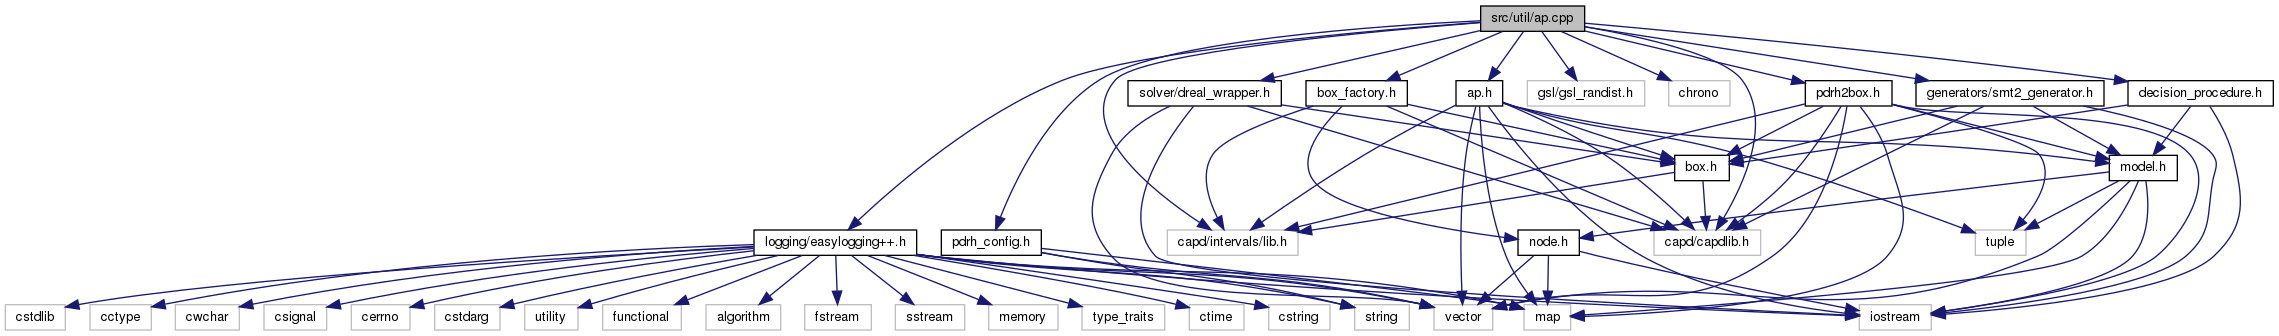 src/util/ap.cpp
solver/dreal_wrapper.h
box_factory.h
ap.h
gsl/gsl_randist.h
chrono
pdrh2box.h
generators/smt2_generator.h
decision_procedure.h
box.h
model.h
logging/easylogging++.h
pdrh_config.h
capd/intervals/lib.h
node.h
capd/capdlib.h
tuple
cstdlib
cctype
cwchar
csignal
cerrno
cstdarg
utility
functional
algorithm
fstream
sstream
memory
type_traits
ctime
cstring
string
vector
map
iostream